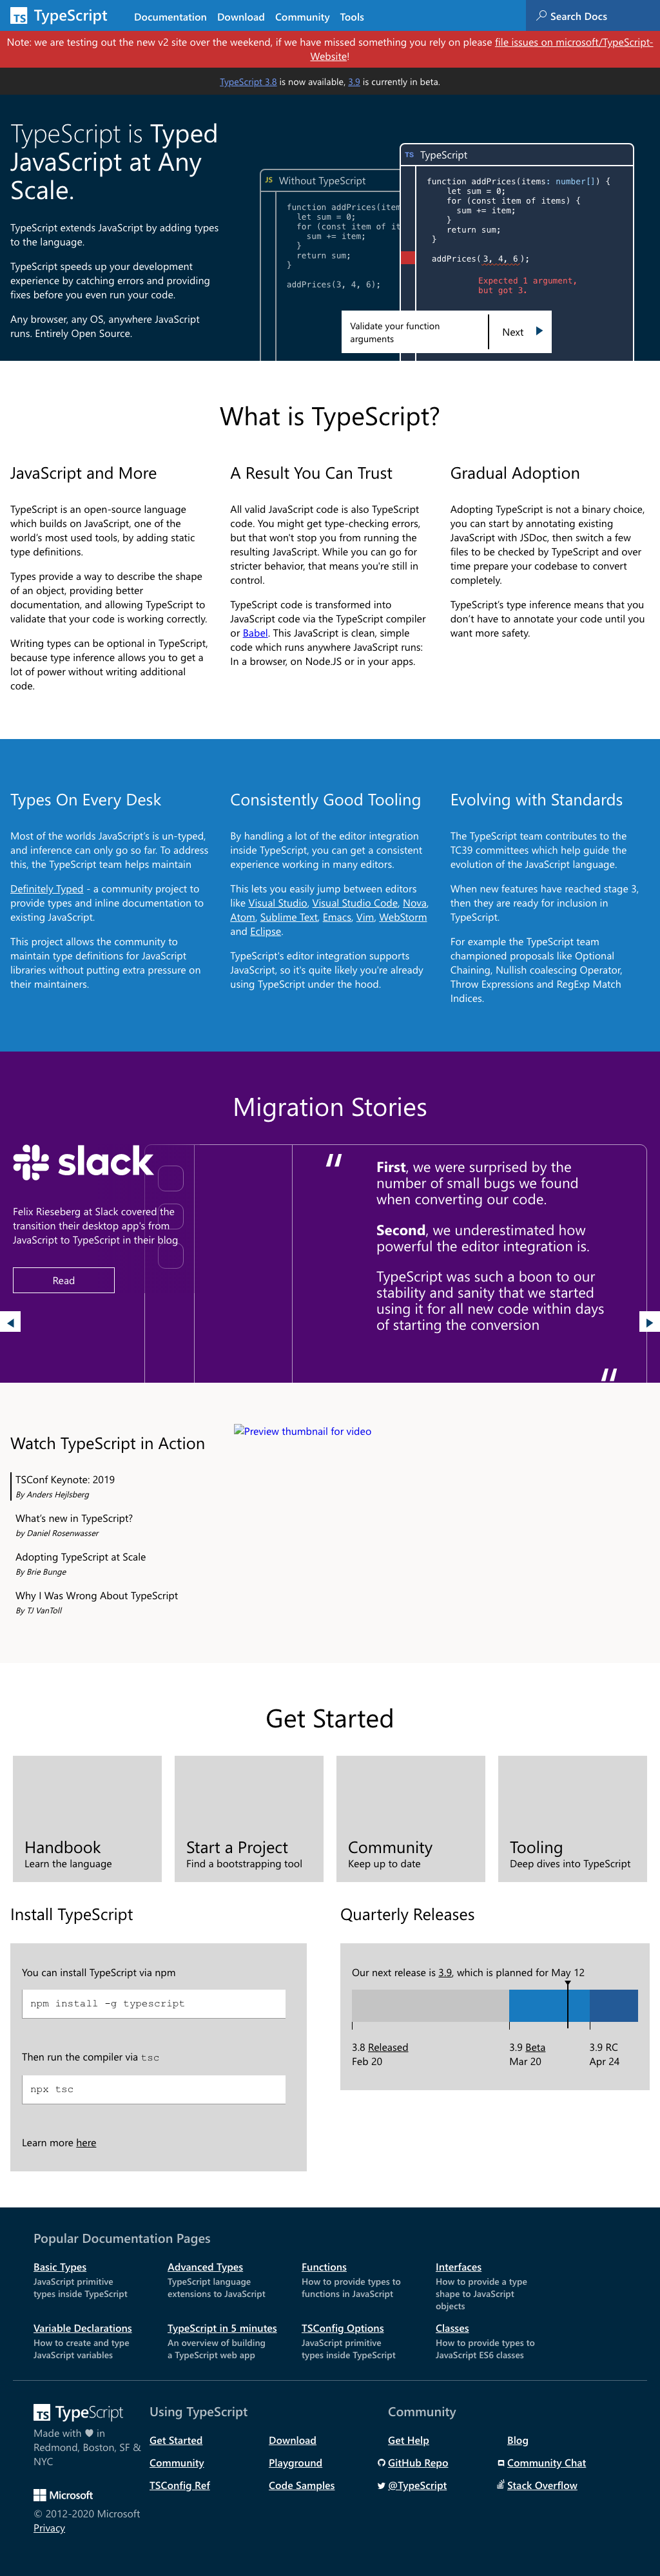 TS TypeScript Documentation Download Community Tools Search Docs
Note: we are testing out the new v2 site over the weekend, if we have missed something you rely on please file issues on microsoft/TypeScript-
Website!
TypeScript 3.8 is now available, 3.9 is currently in beta.
TypeScript is Typed
JavaScript at Any
Scale.
TypeScript extends JavaScript by adding types
to the language.
TypeScript speeds up your development
experience by catching errors and providing
fixes before you even run your code.
Any browser, any OS, anywhere JavaScript
runs. Entirely Open Source.
JS Without TypeScript
function addPrices(item
let sum = 0;
for (const item of it
sum += item;
}
return sum;
}
addPrices(3, 4, 6);
TS TypeScript
function addPrices(items: number[]) {
let sum = 0;
for (const item of items) {
sum += item;
}
return sum;
}
addPrices(3, 4, 6);
Expected 1 argument,
but got 3.
Validate your function
arguments
Next
What is TypeScript?
JavaScript and More
TypeScript is an open-source language
which builds on JavaScript, one of the
world's most used tools, by adding static
type definitions.
Types provide a way to describe the shape
of an object, providing better
documentation, and allowing TypeScript to
validate that your code is working correctly.
Writing types can be optional in TypeScript,
because type inference allows you to get a
lot of power without writing additional
code.
A Result You Can Trust
All valid JavaScript code is also TypeScript
code. You might get type-checking errors,
but that won't stop you from running the
resulting JavaScript. While you can go for
stricter behavior, that means you're still in
control.
TypeScript code is transformed into
JavaScript code via the TypeScript compiler
or Babel. This JavaScript is clean, simple
code which runs anywhere JavaScript runs:
In a browser, on Node.JS or in your apps.
Gradual Adoption
Adopting TypeScript is not a binary choice,
you can start by annotating existing
JavaScript with JSDoc, then switch a few
files to be checked by TypeScript and over
time prepare your codebase to convert
completely.
TypeScript's type inference means that you
don't have to annotate your code until you
want more safety.
Types On Every Desk
Most of the worlds JavaScript's is un-typed,
and inference can only go so far. To address
this, the TypeScript team helps maintain
Definitely Typed - a community project to
provide types and inline documentation to
existing JavaScript.
This project allows the community to
maintain type definitions for JavaScript
libraries without putting extra pressure on
their maintainers.
Consistently Good Tooling
By handling a lot of the editor integration
inside TypeScript, you can get a consistent
experience working in many editors.
This lets you easily jump between editors
like Visual Studio, Visual Studio Code, Nova,
Atom, Sublime Text, Emacs, Vim, WebStorm
and Eclipse.
TypeScript's editor integration supports
JavaScript, so it's quite likely you're already
using TypeScript under the hood.
Evolving with Standards
The TypeScript team contributes to the
TC39 committees which help guide the
evolution of the JavaScript language.
When new features have reached stage 3,
then they are ready for inclusion in
TypeScript.
For example the TypeScript team
championed proposals like Optional
Chaining, Nullish coalescing Operator,
Throw Expressions and RegExp Match
Indices.
Migration Stories
slack
Felix Rieseberg at Slack covered the
transition their desktop app's from
JavaScript to TypeScript in their blog
Read
"
First, we were surprised by the
number of small bugs we found
when converting our code.
Second, we underestimated how
powerful the editor integration is.
TypeScript was such a boon to our
stability and sanity that we started
using it for all new code within days
of starting the conversion
"
Watch TypeScript in Action
TSConf Keynote: 2019
By Anders Hejlsberg
What's new in TypeScript?
by Daniel Rosenwasser
Adopting TypeScript at Scale
By Brie Bunge
Why I Was Wrong About TypeScript
By TJ VanToll
Preview thumbnail for video
Get Started
Handbook
Learn the language
Start a Project
Find a bootstrapping tool
Community
Keep up to date
Tooling
Deep dives into TypeScript
Install TypeScript
You can install TypeScript via npm
npm install -g typescript
Then run the compiler via tsc
npx tsc
Learn more here
Quarterly Releases
Our next release is 3.9, which is planned for May 12
3.8 Released
Feb 20
3.9 Beta
Mar 20
3.9 RC
Apr 24
Popular Documentation Pages
Basic Types
JavaScript primitive
types inside TypeScript
Advanced Types
TypeScript language
extensions to JavaScript
Functions
How to provide types to
functions in JavaScript
Interfaces
How to provide a type
shape to JavaScript
objects
Variable Declarations
How to create and type
JavaScript variables
TypeScript in 5 minutes
An overview of building
a TypeScript web app
TSConfig Options
JavaScript primitive
types inside TypeScript
Classes
How to provide types to
JavaScript ES6 classes
TS TypeScript
Made with ♥ in
Redmond, Boston, SF &
NYC
Microsoft
© 2012-2020 Microsoft
Privacy
Using TypeScript
Get Started Download
Community Playground
TSConfig Ref Code Samples
Community
Get Help Blog
GitHub Repo Community Chat
@TypeScript Stack Overflow